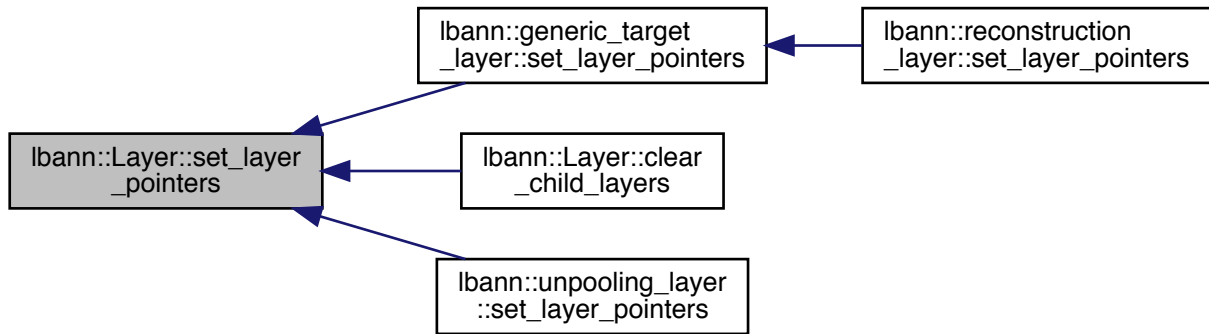 lbann::generic_target
_layer::set_layer_pointers
lbann::reconstruction
_layer::set_layer_pointers
lbann::Layer::set_layer
_pointers
lbann::Layer::clear
_child_layers
lbann::unpooling_layer
::set_layer_pointers